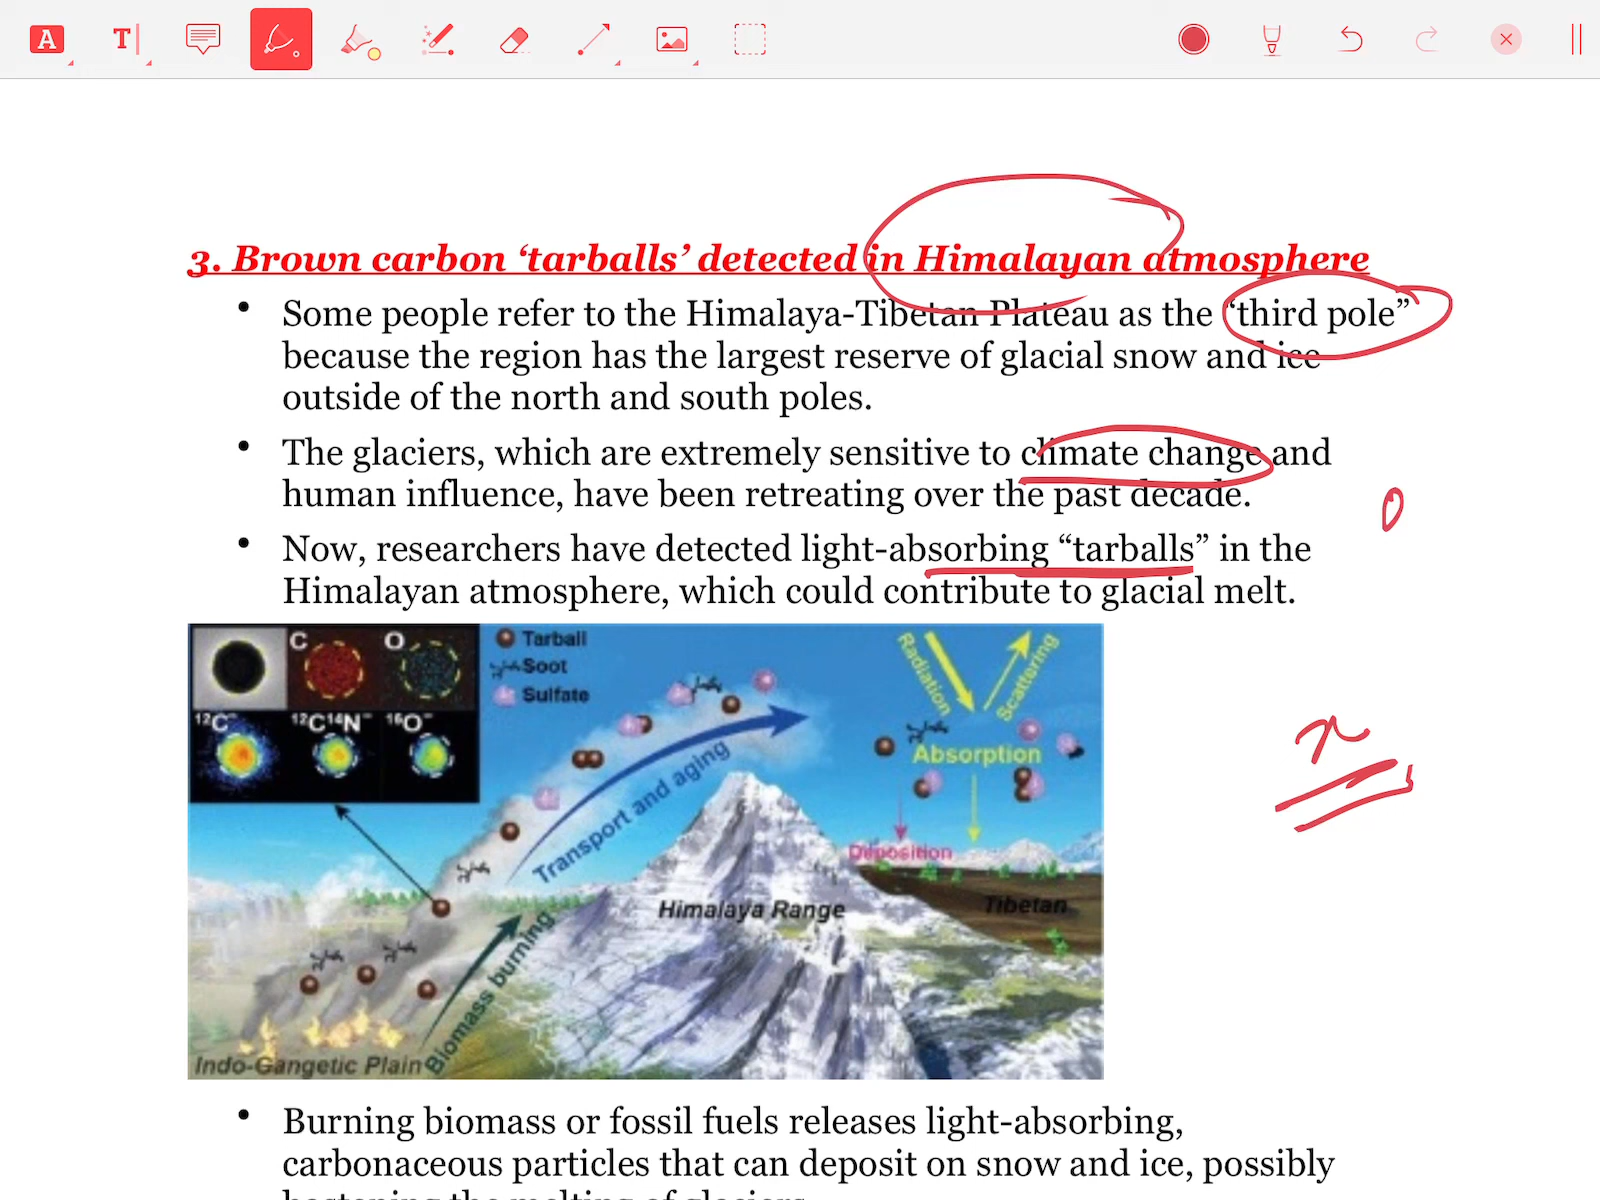 A T
3. Brown carbon ‘tarballs’ detected in Himalayan atmosphere
• Some people refer to the Himalaya-Tibetan Plateau as the “third pole”
because the region has the largest reserve of glacial snow and ice
outside of the north and south poles.
• The glaciers, which are extremely sensitive to climate change and
human influence, have been retreating over the past decade.
• Now, researchers have detected light-absorbing “tarballs” in the
Himalayan atmosphere, which could contribute to glacial melt.
C O
¹²C⁻ ¹²C¹⁴N⁻ ¹⁶O⁻
Tarball
Soot
Sulfate
Transport and aging
Radiation
Scattering
Absorption
Deposition
Himalaya Range
Tibetan
Biomass burning
Indo-Gangetic Plain
• Burning biomass or fossil fuels releases light-absorbing,
carbonaceous particles that can deposit on snow and ice, possibly
hastening the melting of glaciers.